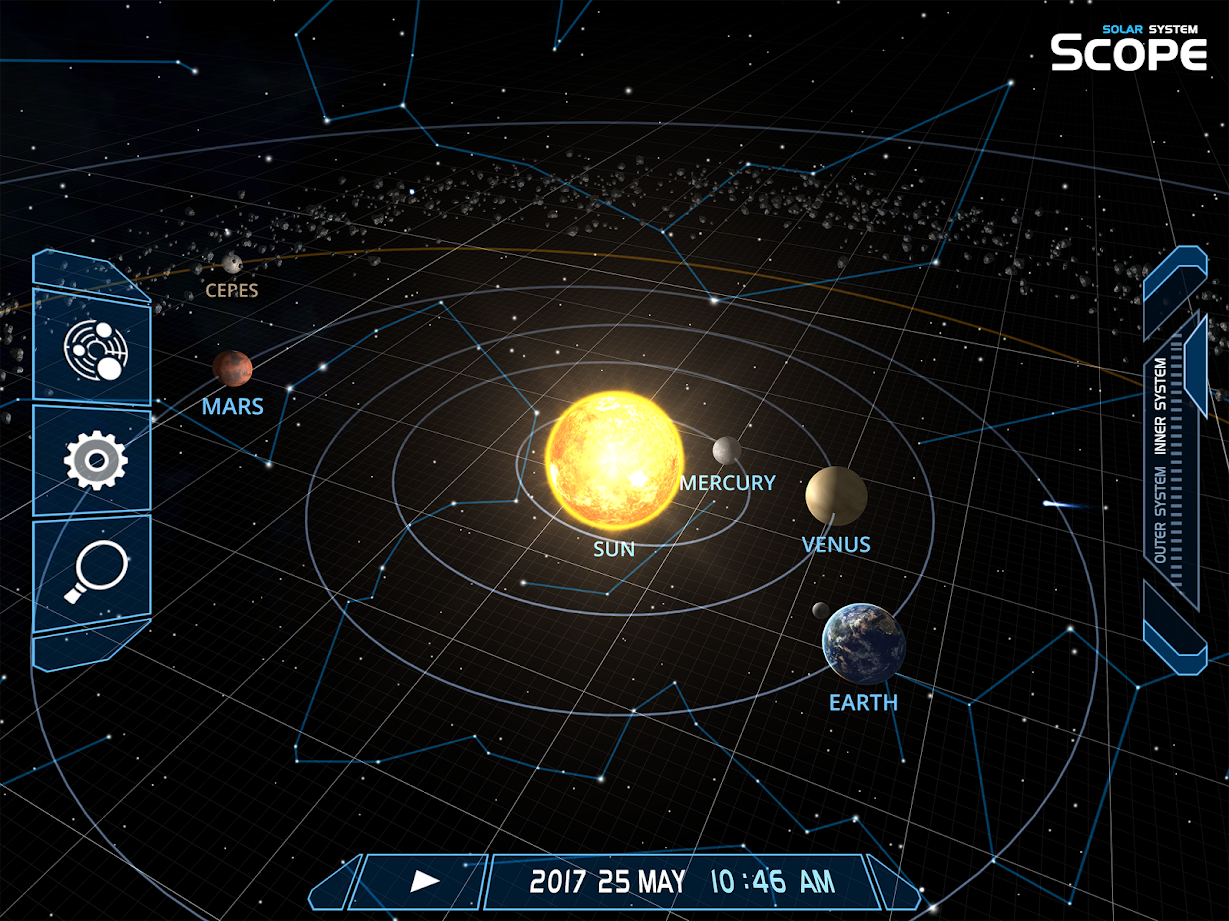 SOLAR SYSTEM
SCOPE
CERES
MARS
MERCURY
SUN
VENUS
EARTH
OUTER SYSTEM INNER SYSTEM
2017 25 MAY 10:46 AM